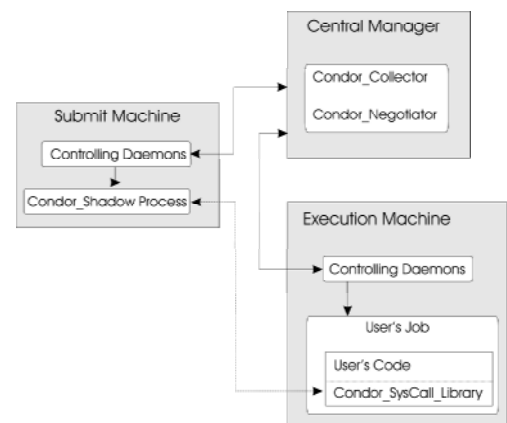 Central Manager
Condor_Collector
Condor_Negotiator
Submit Machine
Controlling Daemons
Condor_Shadow Process
Execution Machine
Controlling Daemons
User's Job
User's Code
Condor_SysCall_Library